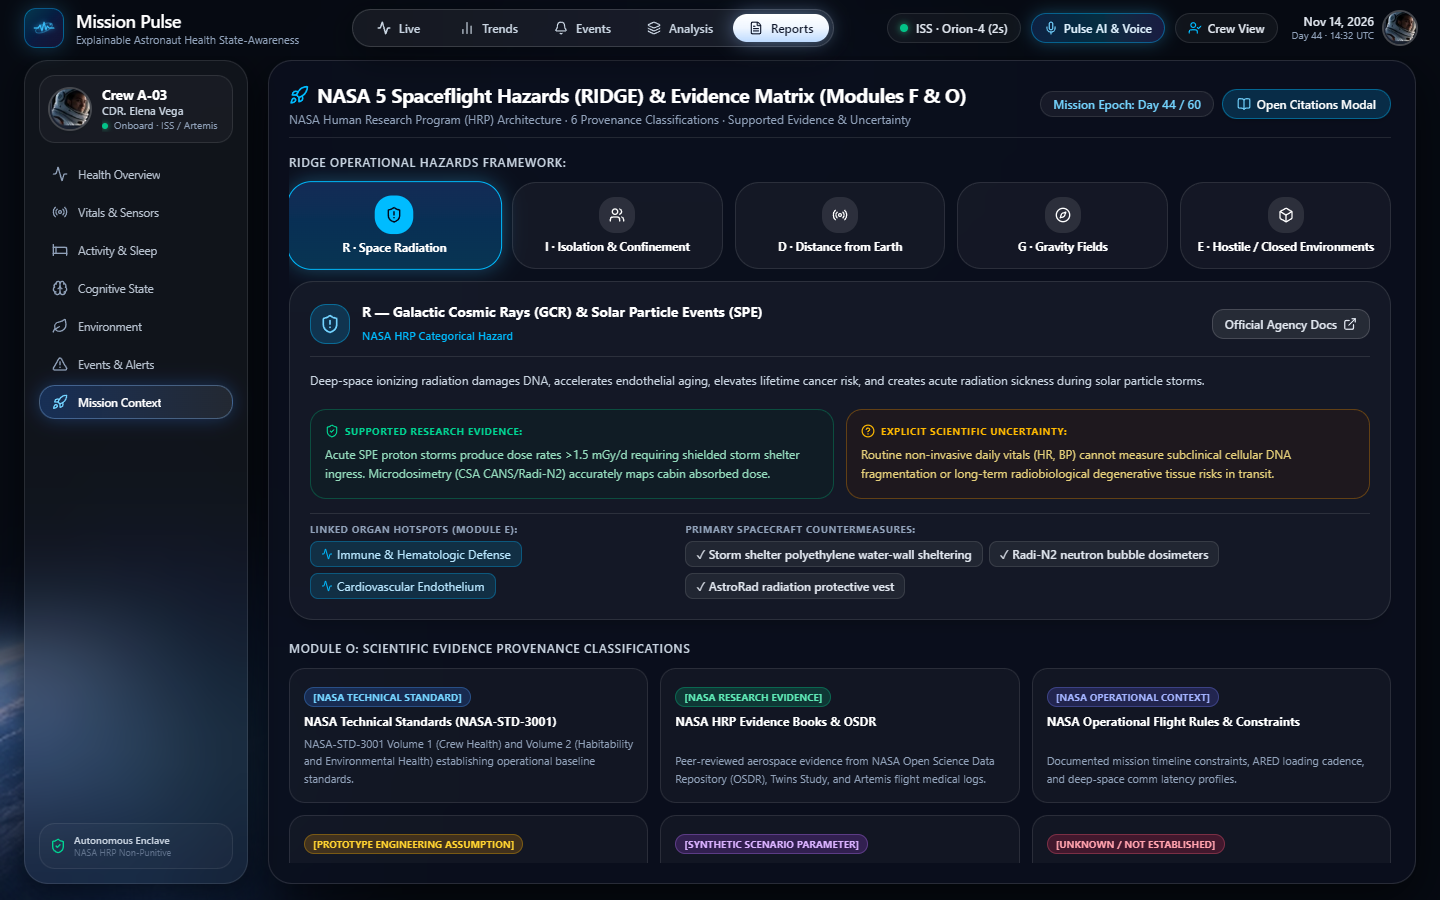 Mission Pulse
Explainable Astronaut Health State-Awareness
Live
Trends
Events
Analysis
Reports
ISS · Orion-4 (2s)
Pulse AI & Voice
Crew View
Nov 14, 2026
Day 44 · 14:32 UTC
Crew A-03
CDR. Elena Vega
Onboard · ISS / Artemis
Health Overview
Vitals & Sensors
Activity & Sleep
Cognitive State
Environment
Events & Alerts
Mission Context
Autonomous Enclave
NASA HRP Non-Punitive
NASA 5 Spaceflight Hazards (RIDGE) & Evidence Matrix (Modules F & O)
NASA Human Research Program (HRP) Architecture · 6 Provenance Classifications · Supported Evidence & Uncertainty
Mission Epoch: Day 44 / 60
Open Citations Modal
RIDGE OPERATIONAL HAZARDS FRAMEWORK:
R · Space Radiation
I · Isolation & Confinement
D · Distance from Earth
G · Gravity Fields
E · Hostile / Closed Environments
R — Galactic Cosmic Rays (GCR) & Solar Particle Events (SPE)
NASA HRP Categorical Hazard
Official Agency Docs
Deep-space ionizing radiation damages DNA, accelerates endothelial aging, elevates lifetime cancer risk, and creates acute radiation sickness during solar particle storms.
SUPPORTED RESEARCH EVIDENCE:
Acute SPE proton storms produce dose rates >1.5 mGy/d requiring shielded storm shelter
ingress. Microdosimetry (CSA CANS/Radi-N2) accurately maps cabin absorbed dose.
EXPLICIT SCIENTIFIC UNCERTAINTY:
Routine non-invasive daily vitals (HR, BP) cannot measure subclinical cellular DNA
fragmentation or long-term radiobiological degenerative tissue risks in transit.
LINKED ORGAN HOTSPOTS (MODULE E):
Immune & Hematologic Defense
Cardiovascular Endothelium
PRIMARY SPACECRAFT COUNTERMEASURES:
✓ Storm shelter polyethylene water-wall sheltering
✓ Radi-N2 neutron bubble dosimeters
✓ AstroRad radiation protective vest
MODULE O: SCIENTIFIC EVIDENCE PROVENANCE CLASSIFICATIONS
[NASA TECHNICAL STANDARD]
NASA Technical Standards (NASA-STD-3001)
NASA-STD-3001 Volume 1 (Crew Health) and Volume 2 (Habitability
and Environmental Health) establishing operational baseline
standards.
[NASA RESEARCH EVIDENCE]
NASA HRP Evidence Books & OSDR
Peer-reviewed aerospace evidence from NASA Open Science Data
Repository (OSDR), Twins Study, and Artemis flight medical logs.
[NASA OPERATIONAL CONTEXT]
NASA Operational Flight Rules & Constraints
Documented mission timeline constraints, ARED loading cadence,
and deep-space comm latency profiles.
[PROTOTYPE ENGINEERING ASSUMPTION]
[SYNTHETIC SCENARIO PARAMETER]
[UNKNOWN / NOT ESTABLISHED]